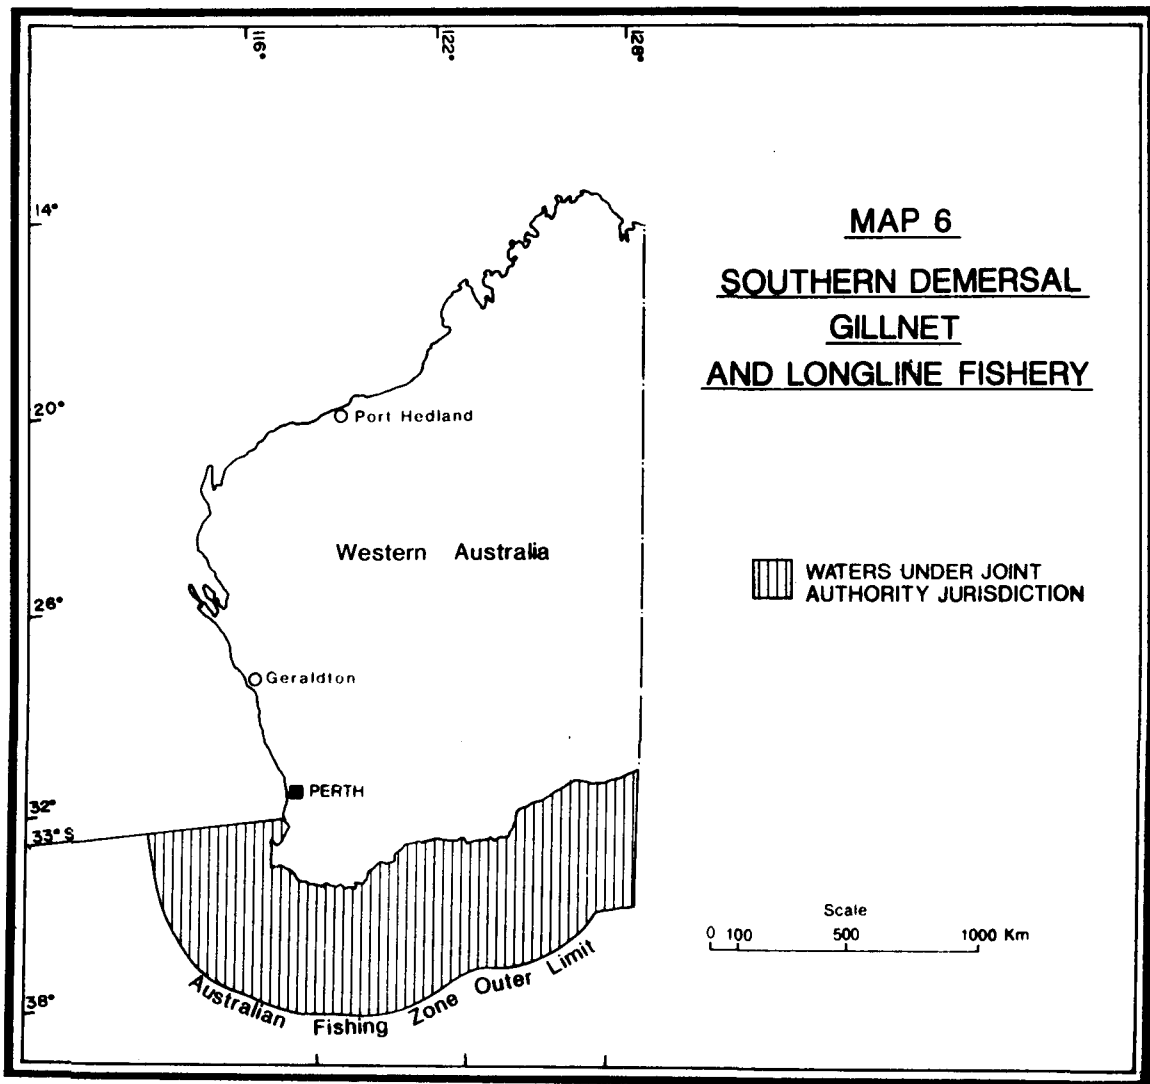 116°
122°
128°
14°
MAP 6
SOUTHERN DEMERSAL
GILLNET
AND LONGLINE FISHERY
20°
Port Hedland
Western Australia
WATERS UNDER JOINT
AUTHORITY JURISDICTION
26°
Geraldton
PERTH
32°
33° S
Scale
0 100 500 1000 Km
38°
Australian Fishing Zone Outer Limit